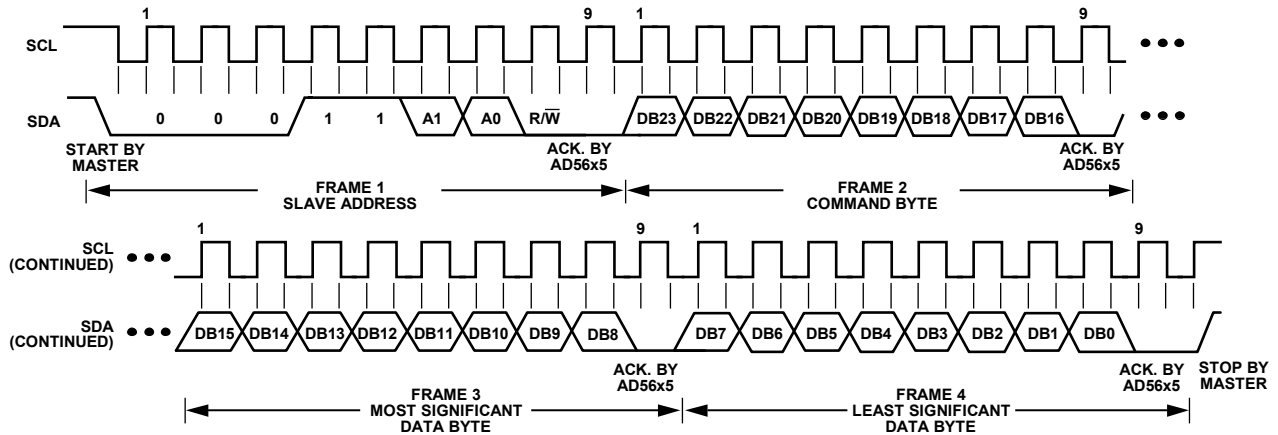 1 9 1 9
SCL
SDA
0 0 0 1 1 A1 A0 R/W̅ DB23 DB22 DB21 DB20 DB19 DB18 DB17 DB16
START BY
MASTER
ACK. BY
AD56x5
ACK. BY
AD56x5
FRAME 1
SLAVE ADDRESS
FRAME 2
COMMAND BYTE
1 9 1 9
SCL
(CONTINUED)
SDA
(CONTINUED)
DB15 DB14 DB13 DB12 DB11 DB10 DB9 DB8 DB7 DB6 DB5 DB4 DB3 DB2 DB1 DB0
ACK. BY
AD56x5
ACK. BY
AD56x5
STOP BY
MASTER
FRAME 3
MOST SIGNIFICANT
DATA BYTE
FRAME 4
LEAST SIGNIFICANT
DATA BYTE